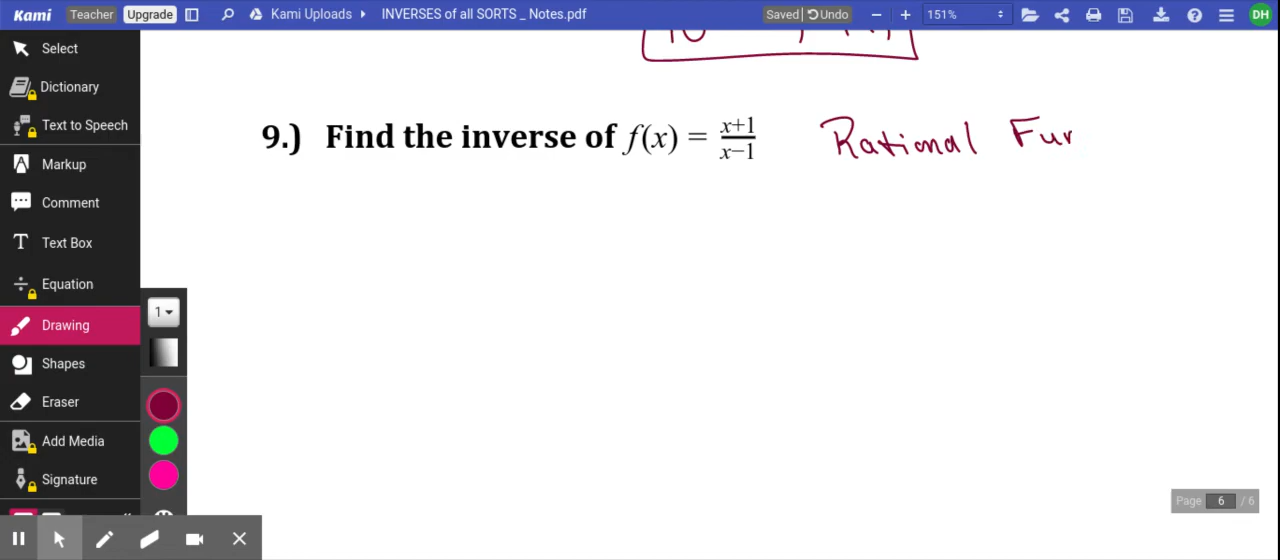 Kami Teacher Upgrade Kami Uploads INVERSES of all SORTS _ Notes.pdf Saved Undo − + 151% DH
Select
Dictionary
Text to Speech
Markup
Comment
Text Box
Equation
Drawing
Shapes
Eraser
Add Media
Signature
1
9.) Find the inverse of f(x) = x+1/x−1 Rational Fur
Page 6 / 6